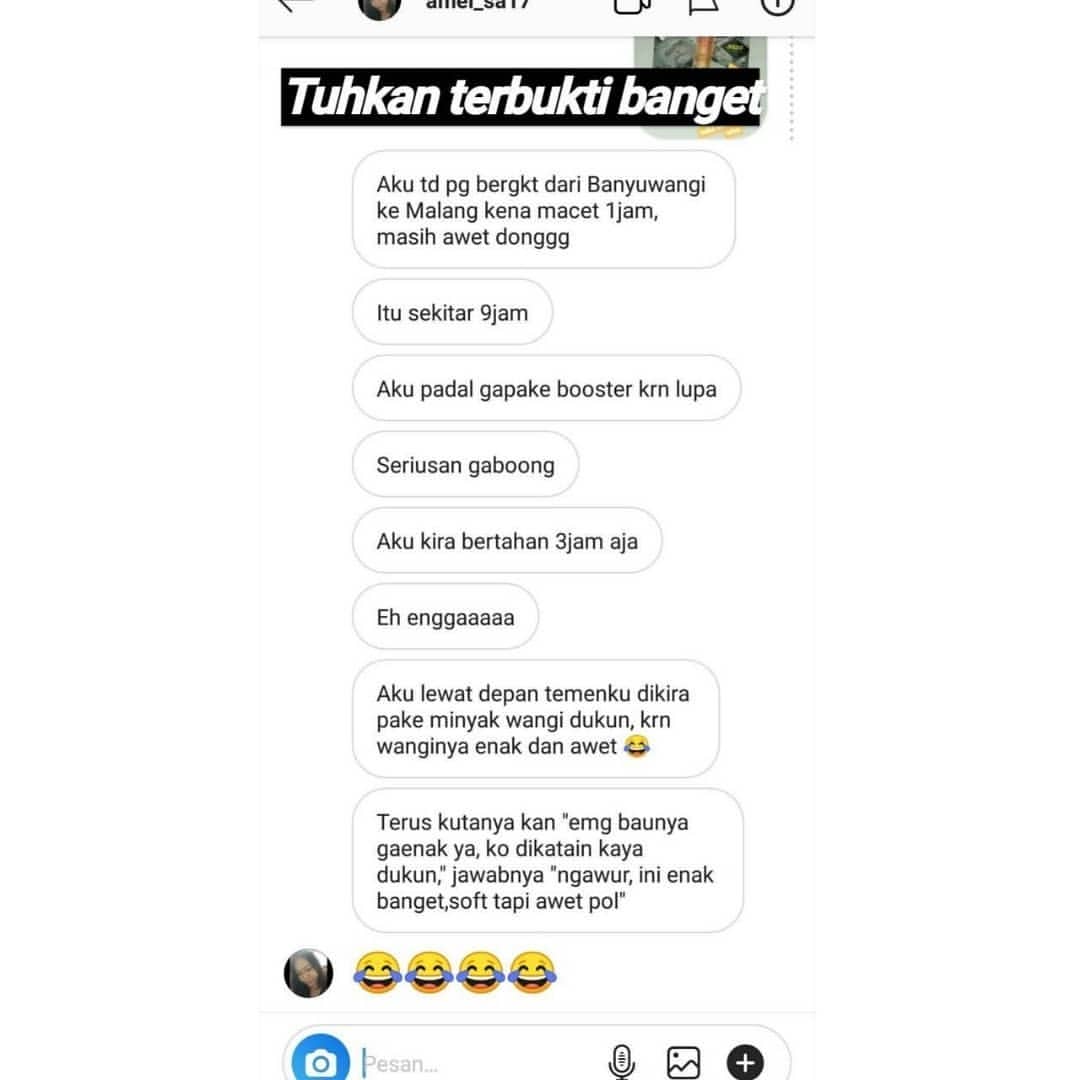 Tuhkan terbukti banget
Aku td pg bergkt dari Banyuwangi
ke Malang kena macet 1jam,
masih awet donggg
Itu sekitar 9jam
Aku padal gapake booster krn lupa
Seriusan gaboong
Aku kira bertahan 3jam aja
Eh enggaaaaa
Aku lewat depan temenku dikira
pake minyak wangi dukun, krn
wanginya enak dan awet 😂
Terus kutanya kan "emg baunya
gaenak ya, ko dikatain kaya
dukun," jawabnya "ngawur, ini enak
banget,soft tapi awet pol"
😂😂😂😂
Pesan...